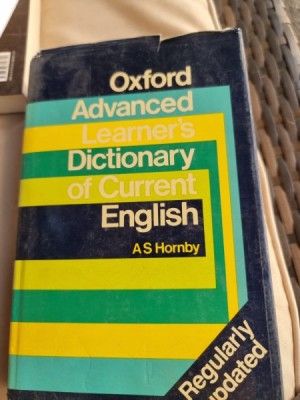 Oxford
Advanced
Learner's
Dictionary
of Current
English
A S Hornby
Regularly
updated